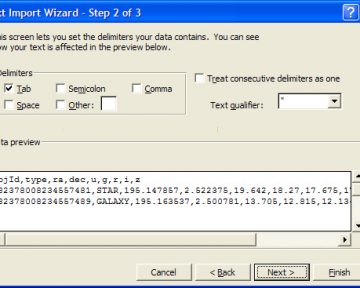 xt Import Wizard - Step 2 of 3
his screen lets you set the delimiters your data contains. You can see
how your text is affected in the preview below.
Delimiters
Tab Semicolon Comma
Space Other:
Treat consecutive delimiters as one
Text qualifier: "
ata preview
ojId,type,ra,dec,u,g,r,i,z
82378008234557481,STAR,195.147857,2.522375,19.642,18.27,17.675,1
82378008234557489,GALAXY,195.163537,2.500781,13.705,12.815,12.13
Cancel < Back Next > Finish